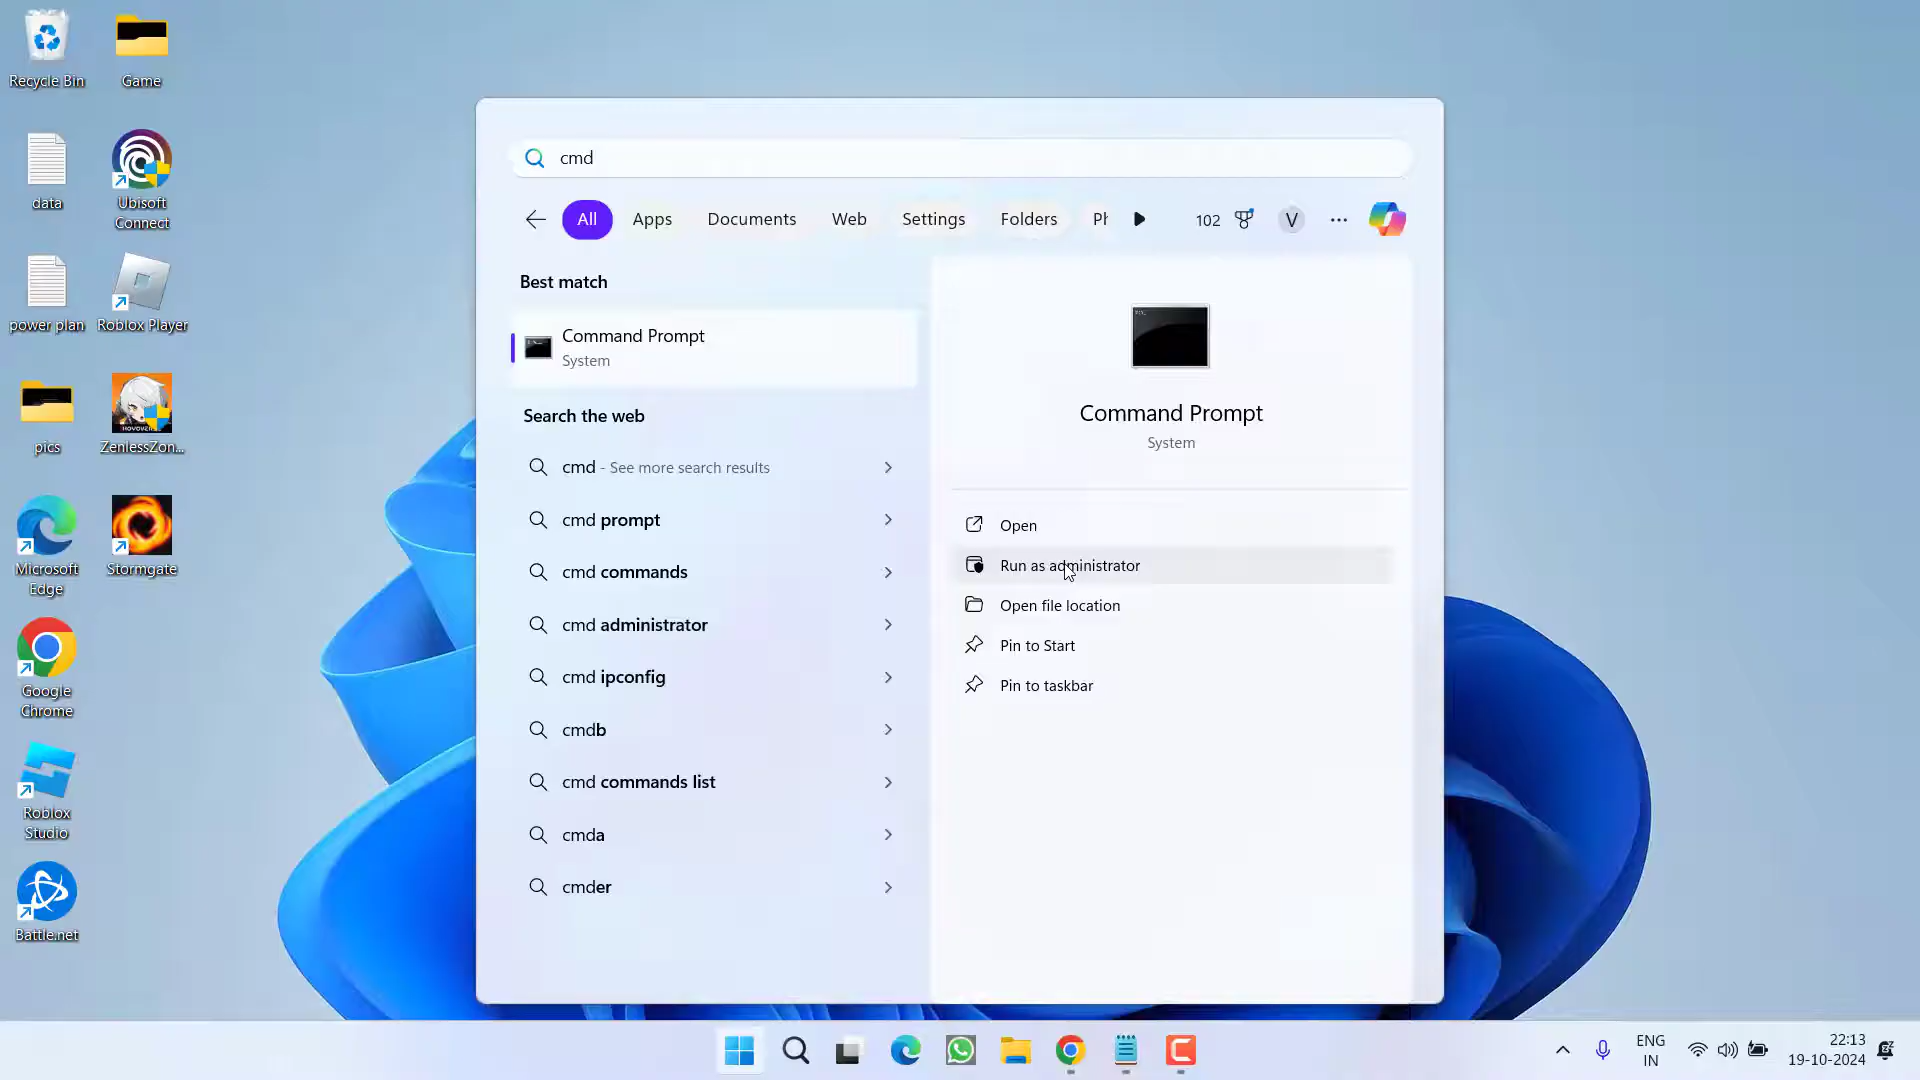 Recycle Bin
Game
data
Ubisoft
Connect
power plan
Roblox Player
pics
ZenlessZon...
Microsoft
Edge
Stormgate
Google
Chrome
Roblox
Studio
Battle.net
cmd
All
Apps
Documents
Web
Settings
Folders
Ph
102
V
Best match
Command Prompt
System
Search the web
cmd - See more search results
cmd prompt
cmd commands
cmd administrator
cmd ipconfig
cmdb
cmd commands list
cmda
cmder
Command Prompt
System
Open
Run as administrator
Open file location
Pin to Start
Pin to taskbar
ENG
IN
22:13
19-10-2024